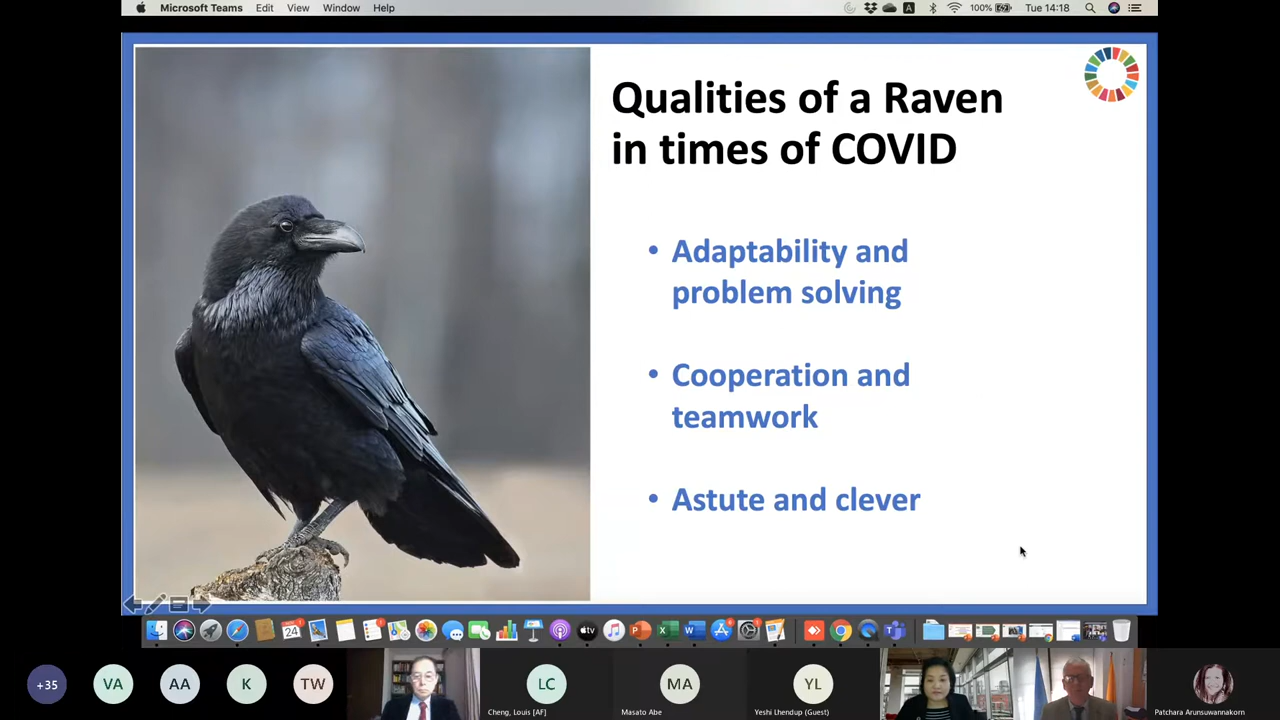 Microsoft Teams Edit View Window Help
A 100% Tue 14:18
Qualities of a Raven
in times of COVID
• Adaptability and
problem solving
• Cooperation and
teamwork
• Astute and clever
24
tv
+35
VA
AA
K
TW
LC
MA
YL
Cheng, Louis [AF]
Masato Abe
Yeshi Lhendup (Guest)
Patchara Arunsuwannakorn